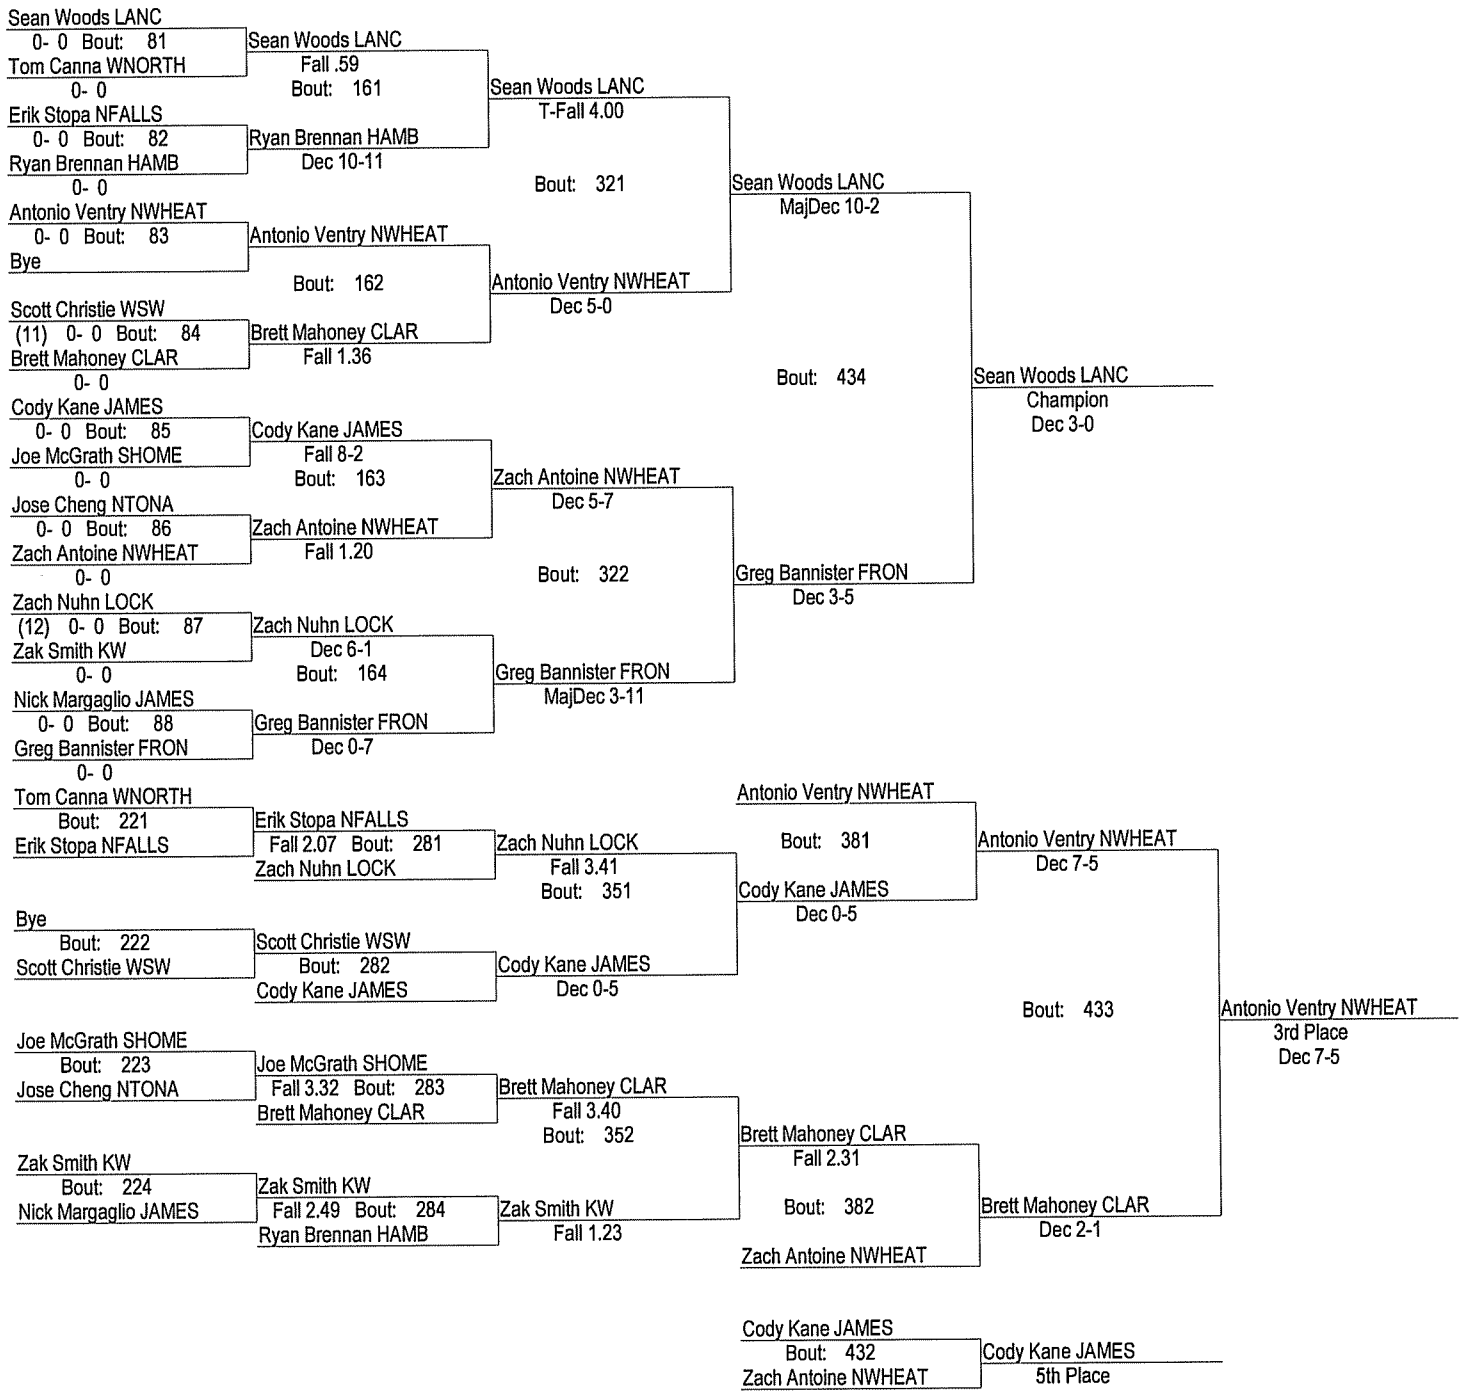 Sean Woods LANC
0- 0 Bout: 81
Tom Canna WNORTH
0- 0
Erik Stopa NFALLS
0- 0 Bout: 82
Ryan Brennan HAMB
0- 0
Antonio Ventry NWHEAT
0- 0 Bout: 83
Bye
Scott Christie WSW
(11) 0- 0 Bout: 84
Brett Mahoney CLAR
0- 0
Cody Kane JAMES
0- 0 Bout: 85
Joe McGrath SHOME
0- 0
Jose Cheng NTONA
0- 0 Bout: 86
Zach Antoine NWHEAT
0- 0
Zach Nuhn LOCK
(12) 0- 0 Bout: 87
Zak Smith KW
0- 0
Nick Margaglio JAMES
0- 0 Bout: 88
Greg Bannister FRON
0- 0
Sean Woods LANC
Fall .59
Bout: 161
Ryan Brennan HAMB
Dec 10-11
Antonio Ventry NWHEAT
Bout: 162
Brett Mahoney CLAR
Fall 1.36
Cody Kane JAMES
Fall 8-2
Bout: 163
Zach Antoine NWHEAT
Fall 1.20
Zach Nuhn LOCK
Dec 6-1
Bout: 164
Greg Bannister FRON
Dec 0-7
Sean Woods LANC
T-Fall 4.00
Bout: 321
Antonio Ventry NWHEAT
Dec 5-0
Zach Antoine NWHEAT
Dec 5-7
Bout: 322
Greg Bannister FRON
MajDec 3-11
Sean Woods LANC
MajDec 10-2
Bout: 434
Greg Bannister FRON
Dec 3-5
Sean Woods LANC
Champion
Dec 3-0
Tom Canna WNORTH
Bout: 221
Erik Stopa NFALLS
Bye
Bout: 222
Scott Christie WSW
Joe McGrath SHOME
Bout: 223
Jose Cheng NTONA
Zak Smith KW
Bout: 224
Nick Margaglio JAMES
Erik Stopa NFALLS
Fall 2.07 Bout: 281
Zach Nuhn LOCK
Scott Christie WSW
Bout: 282
Cody Kane JAMES
Joe McGrath SHOME
Fall 3.32 Bout: 283
Brett Mahoney CLAR
Zak Smith KW
Fall 2.49 Bout: 284
Ryan Brennan HAMB
Zach Nuhn LOCK
Fall 3.41
Bout: 351
Cody Kane JAMES
Dec 0-5
Brett Mahoney CLAR
Fall 3.40
Bout: 352
Zak Smith KW
Fall 1.23
Antonio Ventry NWHEAT
Bout: 381
Cody Kane JAMES
Dec 0-5
Brett Mahoney CLAR
Fall 2.31
Bout: 382
Zach Antoine NWHEAT
Antonio Ventry NWHEAT
Dec 7-5
Bout: 433
Brett Mahoney CLAR
Dec 2-1
Antonio Ventry NWHEAT
3rd Place
Dec 7-5
Cody Kane JAMES
Bout: 432
Zach Antoine NWHEAT
Cody Kane JAMES
5th Place